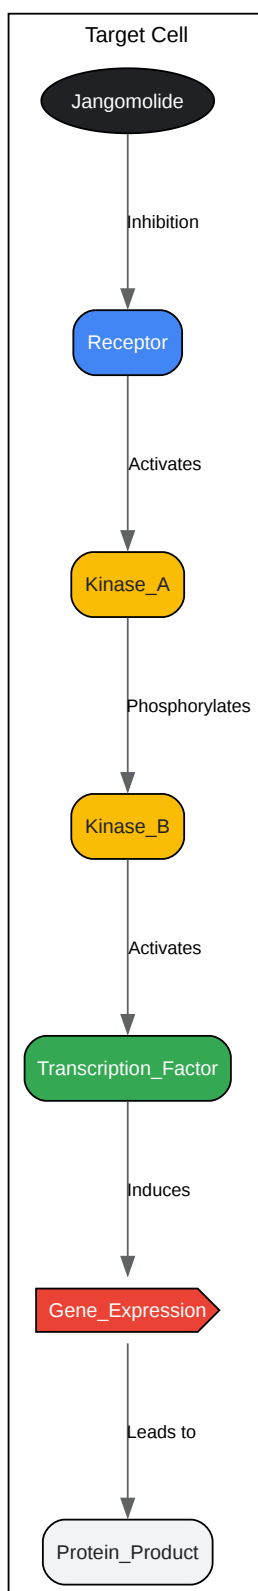 Target Cell
Jangomolide
Inhibition
Receptor
Activates
Kinase_A
Phosphorylates
Kinase_B
Activates
Transcription_Factor
Induces
Gene_Expression
Leads to
Protein_Product